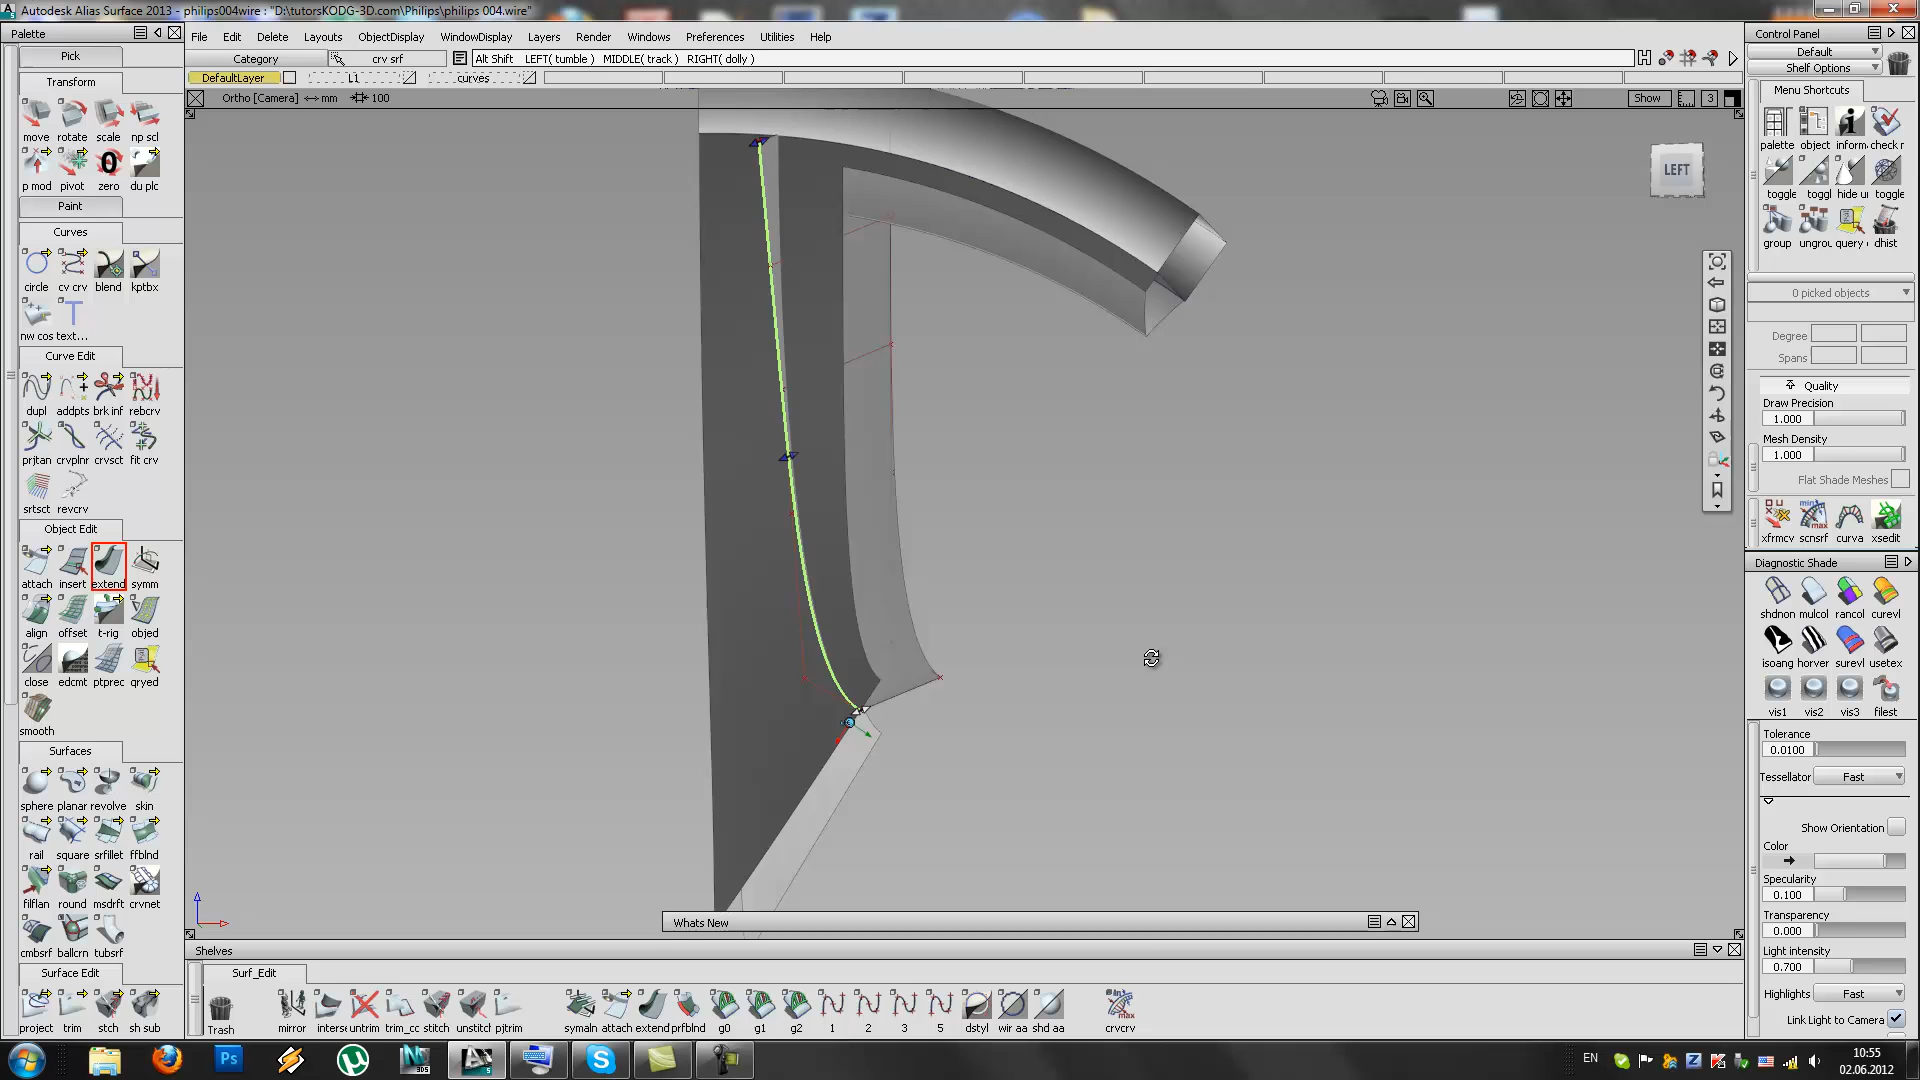 Autodesk Alias Surface 2013 - philips004wire : "D:\tutorsKODG-3D.com\Philips\philips 004.wire"
Palette
File Edit Delete Layouts ObjectDisplay WindowDisplay Layers Render Windows Preferences Utilities Help
Category
crv srf
Alt Shift LEFT( tumble ) MIDDLE( track ) RIGHT( dolly )
DefaultLayer
L1
curves
Ortho [Camera]
mm
100
Show
3
LEFT
Pick
Transform
move rotate scale np scl
p mod pivot zero du plc
Paint
Curves
circle cv crv blend kptbx
nw cos text...
Curve Edit
dupl addpts brk inf rebcrv
prjtan crvplnr crvsct fit crv
srtsct revcrv
Object Edit
attach insert extend symm
align offset t-rig objed
close edcmt ptprec qryed
smooth
Surfaces
sphere planar revolve skin
rail square srfillet ffblnd
filflan round msdrft crvnet
cmbsrf ballcrn tubsrf
Surface Edit
project trim stch sh sub
Whats New
Shelves
Surf_Edit
Trash
mirror interse untrim trim_cc stitch unstitch pjtrim
symaln attach extend prfblnd g0 g1 g2 1 2 3 5 dstyl wir aa shd aa
crvcrv
Control Panel
Default
Shelf Options
Menu Shortcuts
palette object inform check r
toggle toggl hide u toggle
group ungrou query dhist
0 picked objects
Degree
Spans
Quality
Draw Precision
1.000
Mesh Density
1.000
Flat Shade Meshes
xfrmcv scnsrf curva xsedit
Diagnostic Shade
shdnon mulcol rancol curevl
isoang horver surevl usetex
vis1 vis2 vis3 filest
Tolerance
0.0100
Tessellator Fast
Show Orientation
Color
Specularity
0.100
Transparency
0.000
Light intensity
0.700
Highlights Fast
Link Light to Camera
EN
10:55
02.06.2012